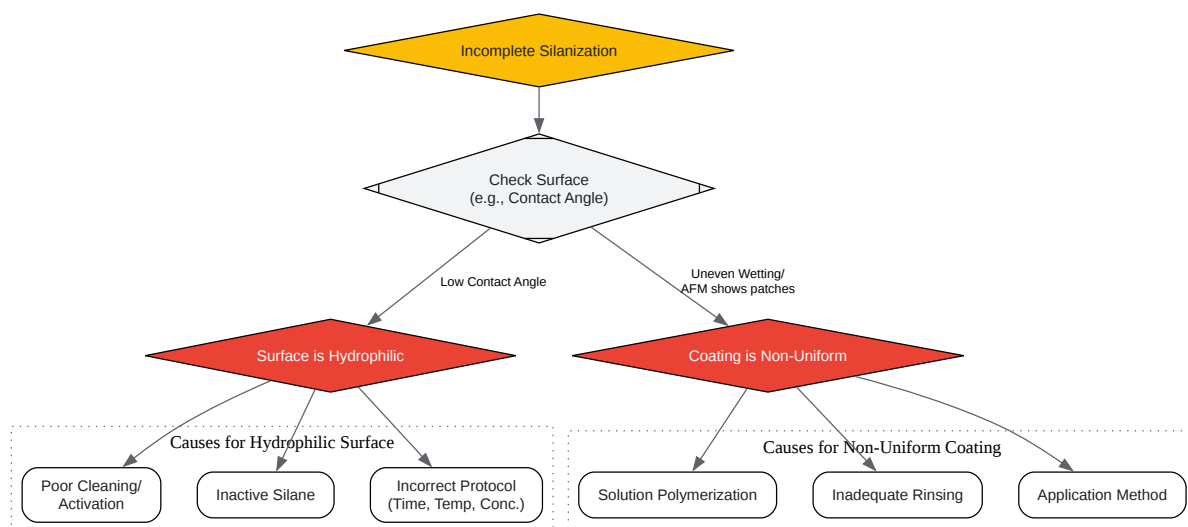 Incomplete Silanization
Check Surface
(e.g., Contact Angle)
Low Contact Angle
Uneven Wetting/
AFM shows patches
Surface is Hydrophilic
Coating is Non-Uniform
Causes for Hydrophilic Surface
Causes for Non-Uniform Coating
Poor Cleaning/
Activation
Inactive Silane
Incorrect Protocol
(Time, Temp, Conc.)
Solution Polymerization
Inadequate Rinsing
Application Method